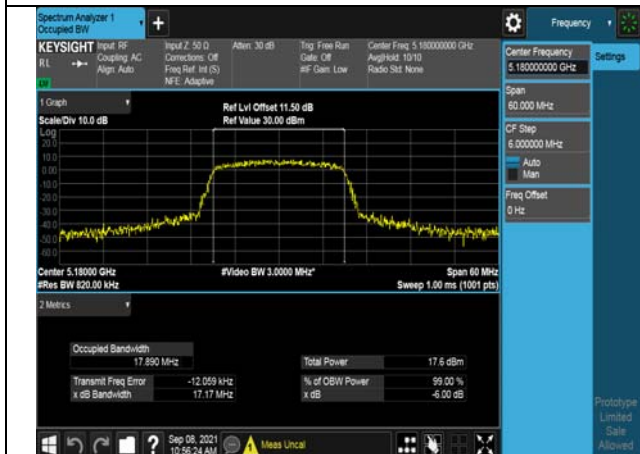 Spectrum Analyzer 1
Occupied BW
Frequency
KEYSIGHT
RL
Input: RF
Coupling: AC
Align: Auto
Input Z: 50 Ω
Corrections: Off
Freq Ref: Int (S)
NFE: Adaptive
Atten: 30 dB
Trig: Free Run
Gate: Off
#IF Gain: Low
Center Freq: 5.180000000 GHz
Avg|Hold: 10/10
Radio Std: None
Center Frequency
5.180000000 GHz
Settings
Span
60.000 MHz
CF Step
6.000000 MHz
Auto
Man
Freq Offset
0 Hz
1 Graph
Scale/Div 10.0 dB
Ref Lvl Offset 11.50 dB
Ref Value 30.00 dBm
Log
20.0
10.0
0.00
-10.0
-20.0
-30.0
-40.0
-50.0
-60.0
Center 5.18000 GHz
#Res BW 820.00 kHz
#Video BW 3.0000 MHz*
Span 60 MHz
Sweep 1.00 ms (1001 pts)
2 Metrics
Occupied Bandwidth
17.890 MHz
Total Power 17.6 dBm
Transmit Freq Error -12.059 kHz
% of OBW Power 99.00 %
x dB Bandwidth 17.17 MHz
x dB -6.00 dB
Prototype
Limited
Sale
Allowed
?
Sep 08, 2021
10:56:24 AM
Meas Uncal